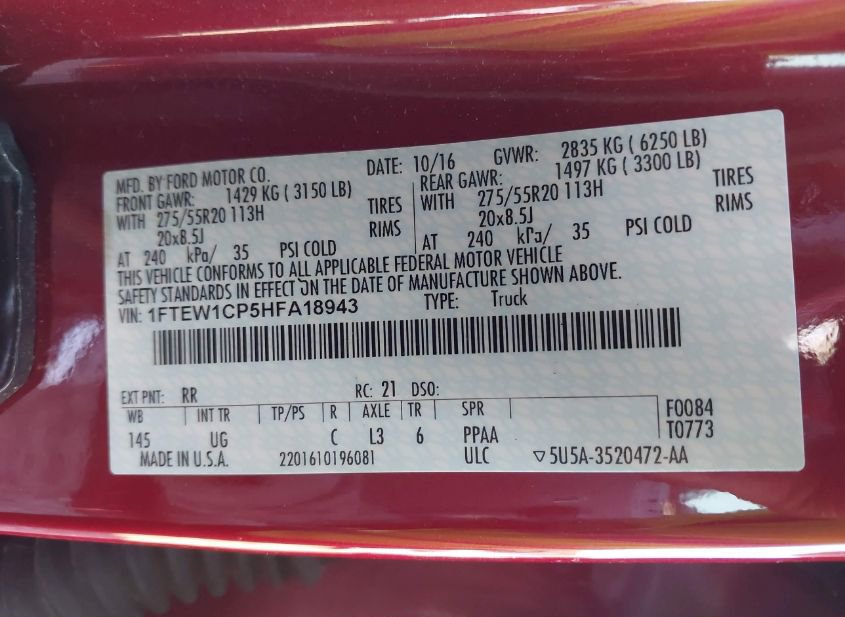 MFD. BY FORD MOTOR CO. DATE: 10/16 GVWR: 2835 KG ( 6250 LB)
FRONT GAWR: 1429 KG ( 3150 LB) REAR GAWR: 1497 KG ( 3300 LB)
WITH 275/55R20 113H TIRES WITH 275/55R20 113H TIRES
20x8.5J RIMS 20x8.5J RIMS
AT 240 kPa/ 35 PSI COLD AT 240 kPa/ 35 PSI COLD
THIS VEHICLE CONFORMS TO ALL APPLICABLE FEDERAL MOTOR VEHICLE
SAFETY STANDARDS IN EFFECT ON THE DATE OF MANUFACTURE SHOWN ABOVE.
VIN: 1FTEW1CP5HFA18943 TYPE: Truck
EXT PNT: RR RC: 21 DSO:
WB INT TR TP/PS R AXLE TR SPR F0084
145 UG C L3 6 PPAA T0773
MADE IN U.S.A. 2201610196081 ULC ▽5U5A-3520472-AA